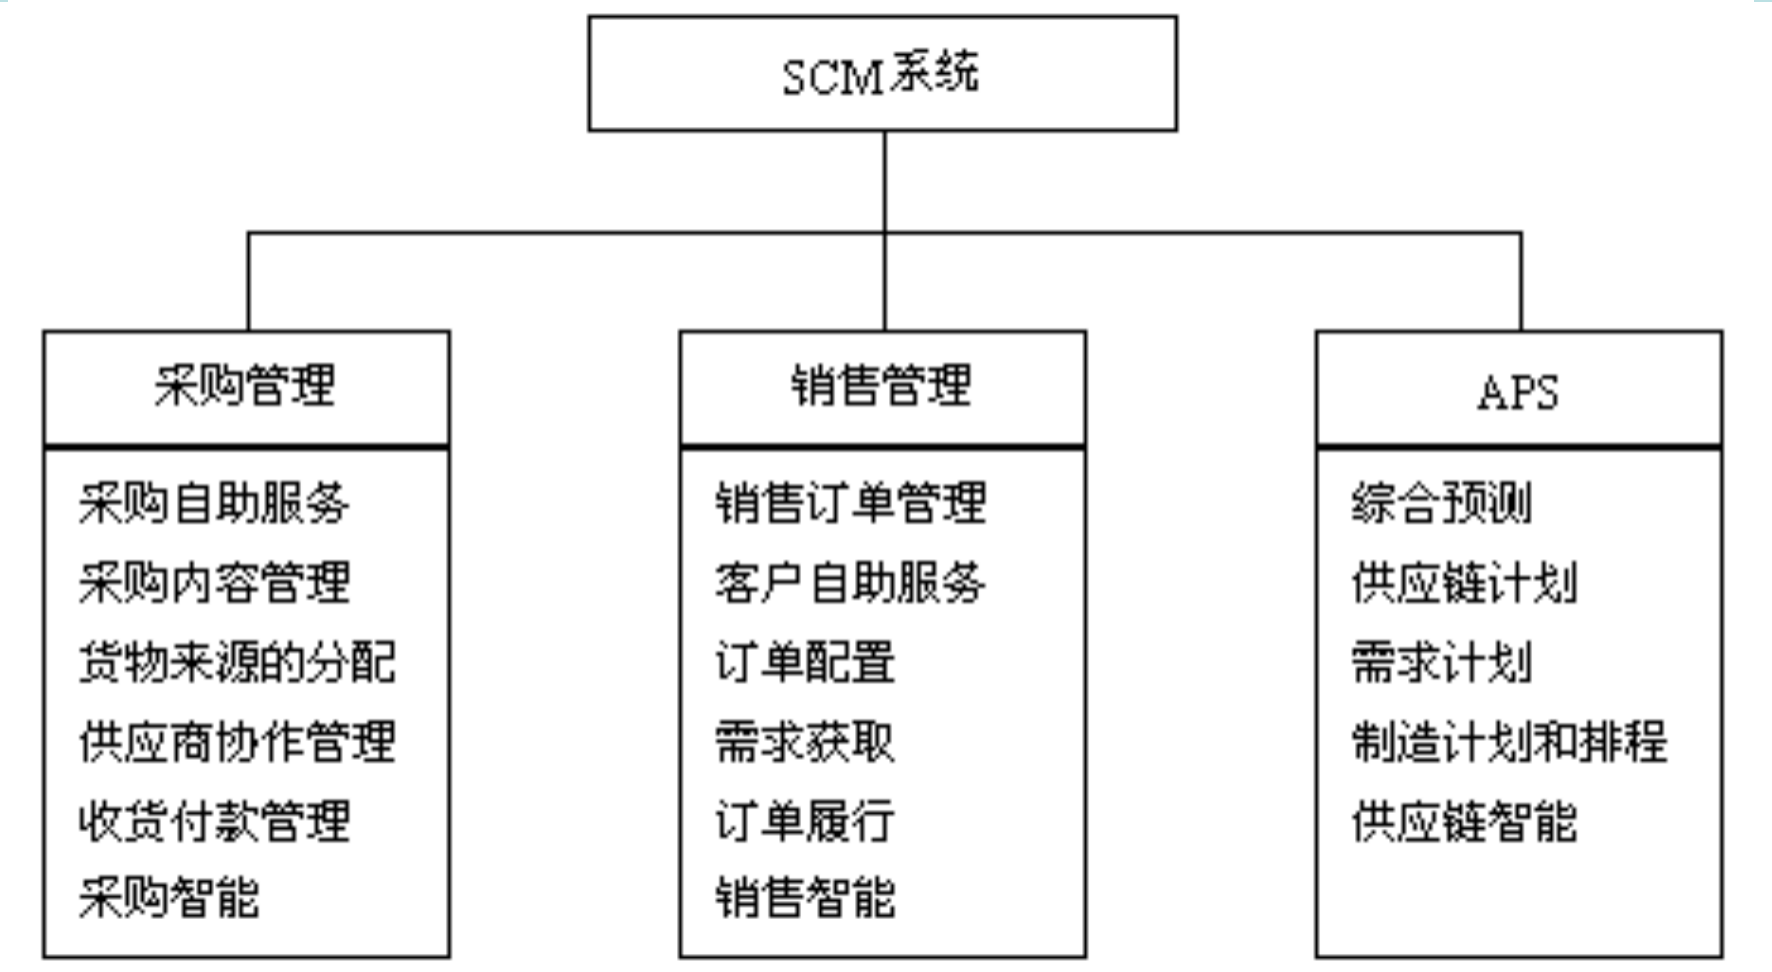 SCM系统
采购管理
采购自助服务
采购内容管理
货物来源的分配
供应商协作管理
收货付款管理
采购智能
销售管理
销售订单管理
客户自助服务
订单配置
需求获取
订单履行
销售智能
APS
综合预测
供应链计划
需求计划
制造计划和排程
供应链智能